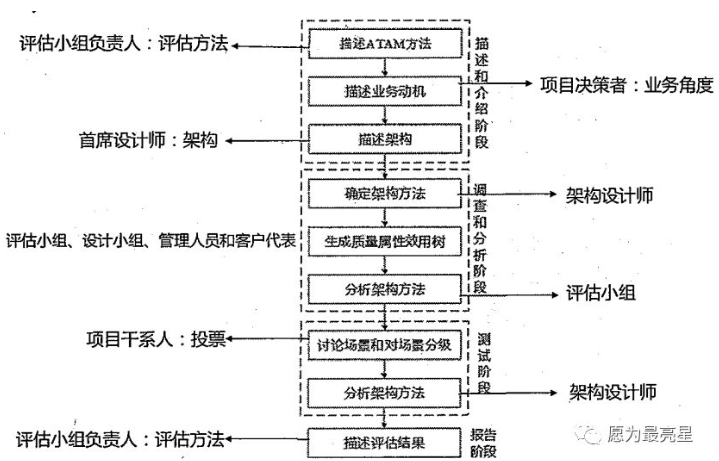 评估小组负责人：评估方法
描述ATAM方法
描述业务动机
项目决策者：业务角度
首席设计师：架构
描述架构
描述和介绍阶段
确定架构方法
架构设计师
评估小组、设计小组、管理人员和客户代表
生成质量属性效用树
分析架构方法
评估小组
调查和分析阶段
项目干系人：投票
讨论场景和对场景分级
分析架构方法
架构设计师
测试阶段
评估小组负责人：评估方法
描述评估结果
报告
阶段
愿为最亮星